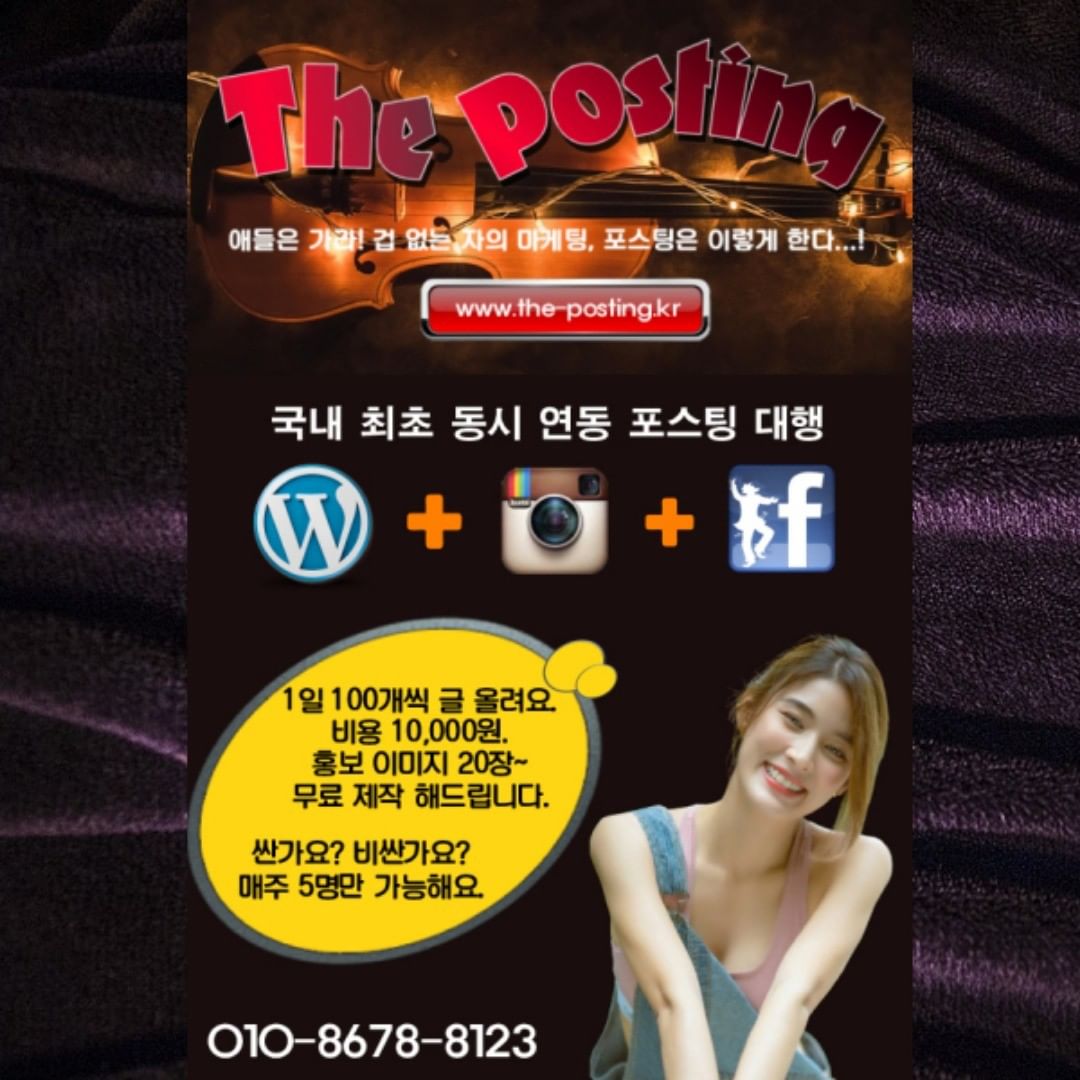 The posting
애들은 가라! 겁 없는 자의 마케팅, 포스팅은 이렇게 한다...!
www.the-posting.kr
국내 최초 동시 연동 포스팅 대행
1일 100개씩 글 올려요.
비용 10,000원.
홍보 이미지 20장~
무료 제작 해드립니다.
싼가요? 비싼가요?
매주 5명만 가능해요.
010-8678-8123